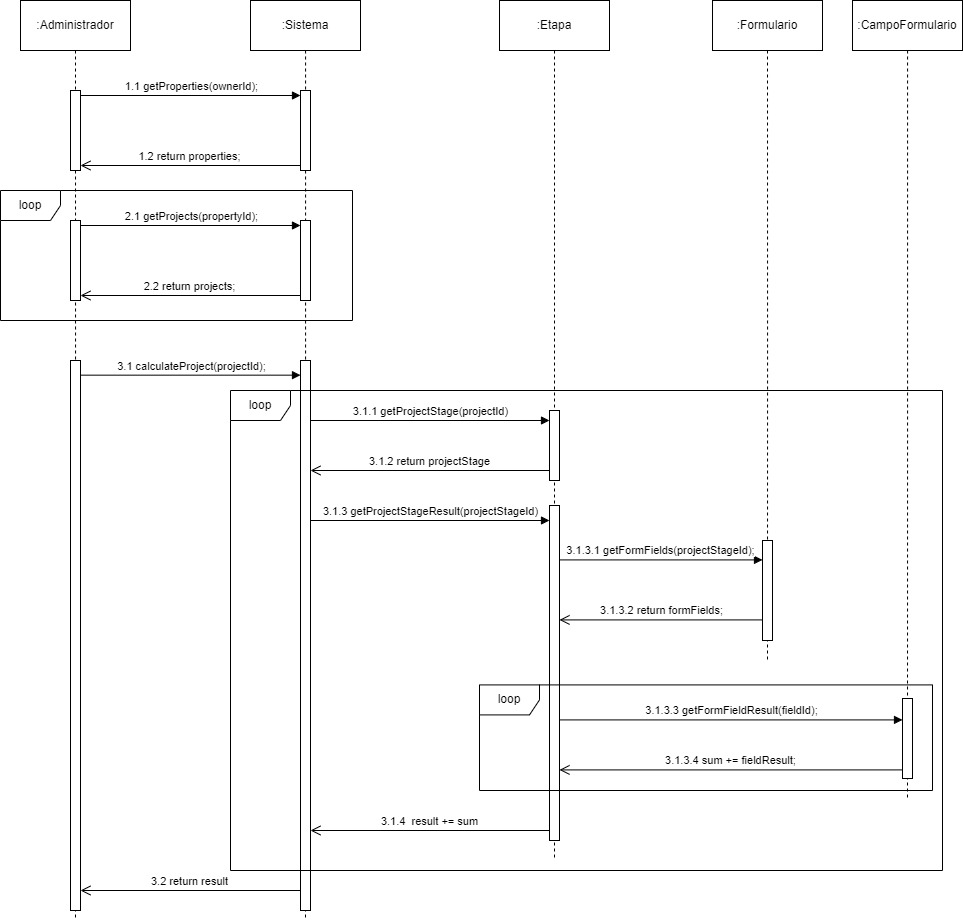 :Administrador
:Sistema
:Etapa
:Formulario
:CampoFormulario
1.1 getProperties(ownerId);
1.2 return properties;
loop
2.1 getProjects(propertyId);
2.2 return projects;
3.1 calculateProject(projectId);
loop
3.1.1 getProjectStage(projectId)
3.1.2 return projectStage
3.1.3 getProjectStageResult(projectStageId)
3.1.3.1 getFormFields(projectStageId);
3.1.3.2 return formFields;
loop
3.1.3.3 getFormFieldResult(fieldId);
3.1.3.4 sum += fieldResult;
3.1.4 result += sum
3.2 return result